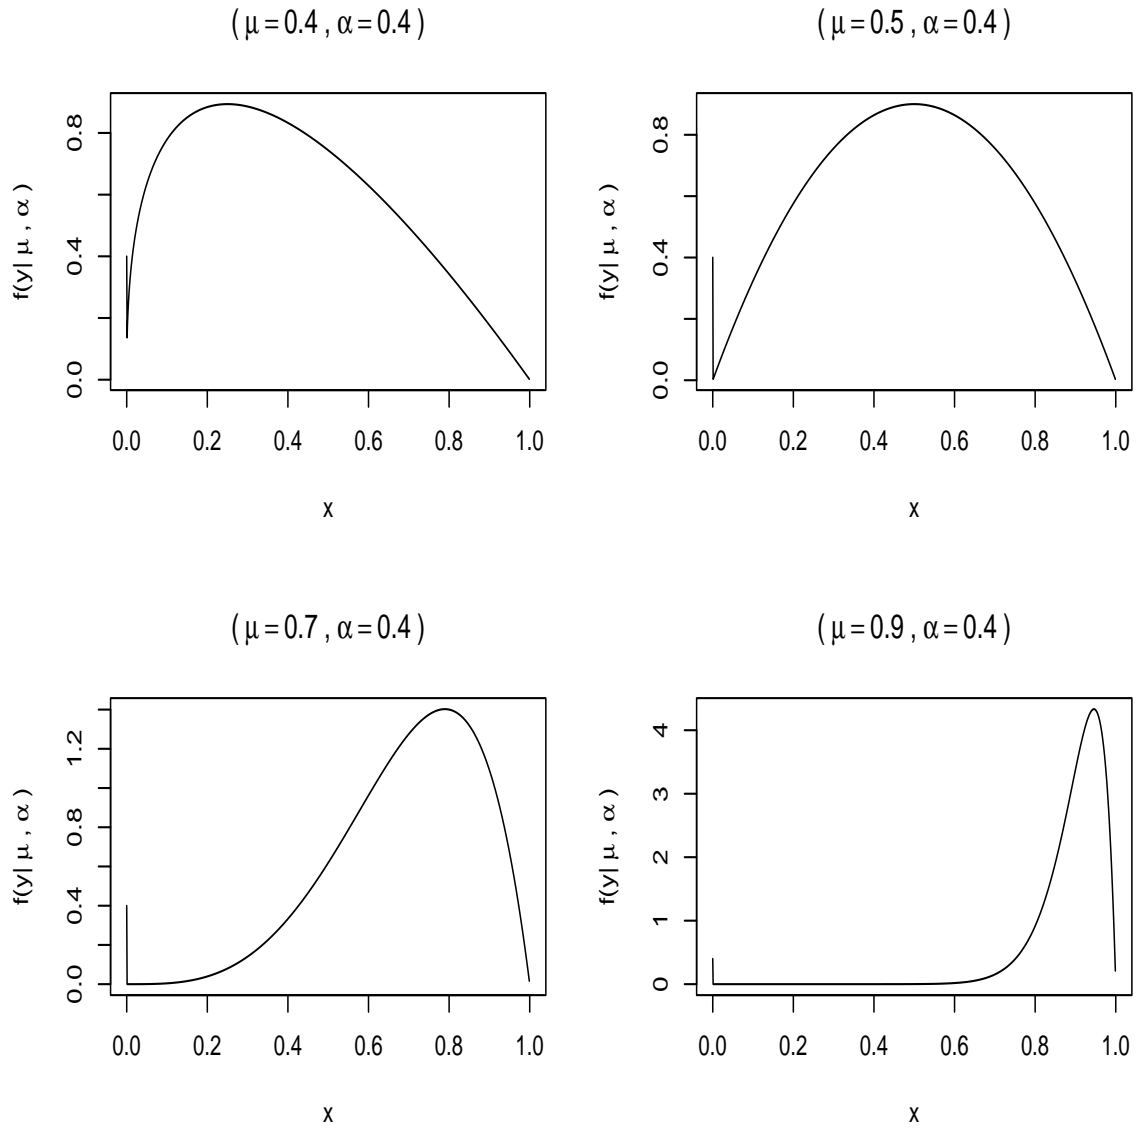 ( μ = 0.4 , α = 0.4 )
f(y| μ , α )
0.0 0.4 0.8
0.0 0.2 0.4 0.6 0.8 1.0
x
( μ = 0.5 , α = 0.4 )
f(y| μ , α )
0.0 0.4 0.8
0.0 0.2 0.4 0.6 0.8 1.0
x
( μ = 0.7 , α = 0.4 )
f(y| μ , α )
0.0 0.4 0.8 1.2
0.0 0.2 0.4 0.6 0.8 1.0
x
( μ = 0.9 , α = 0.4 )
f(y| μ , α )
0 1 2 3 4
0.0 0.2 0.4 0.6 0.8 1.0
x